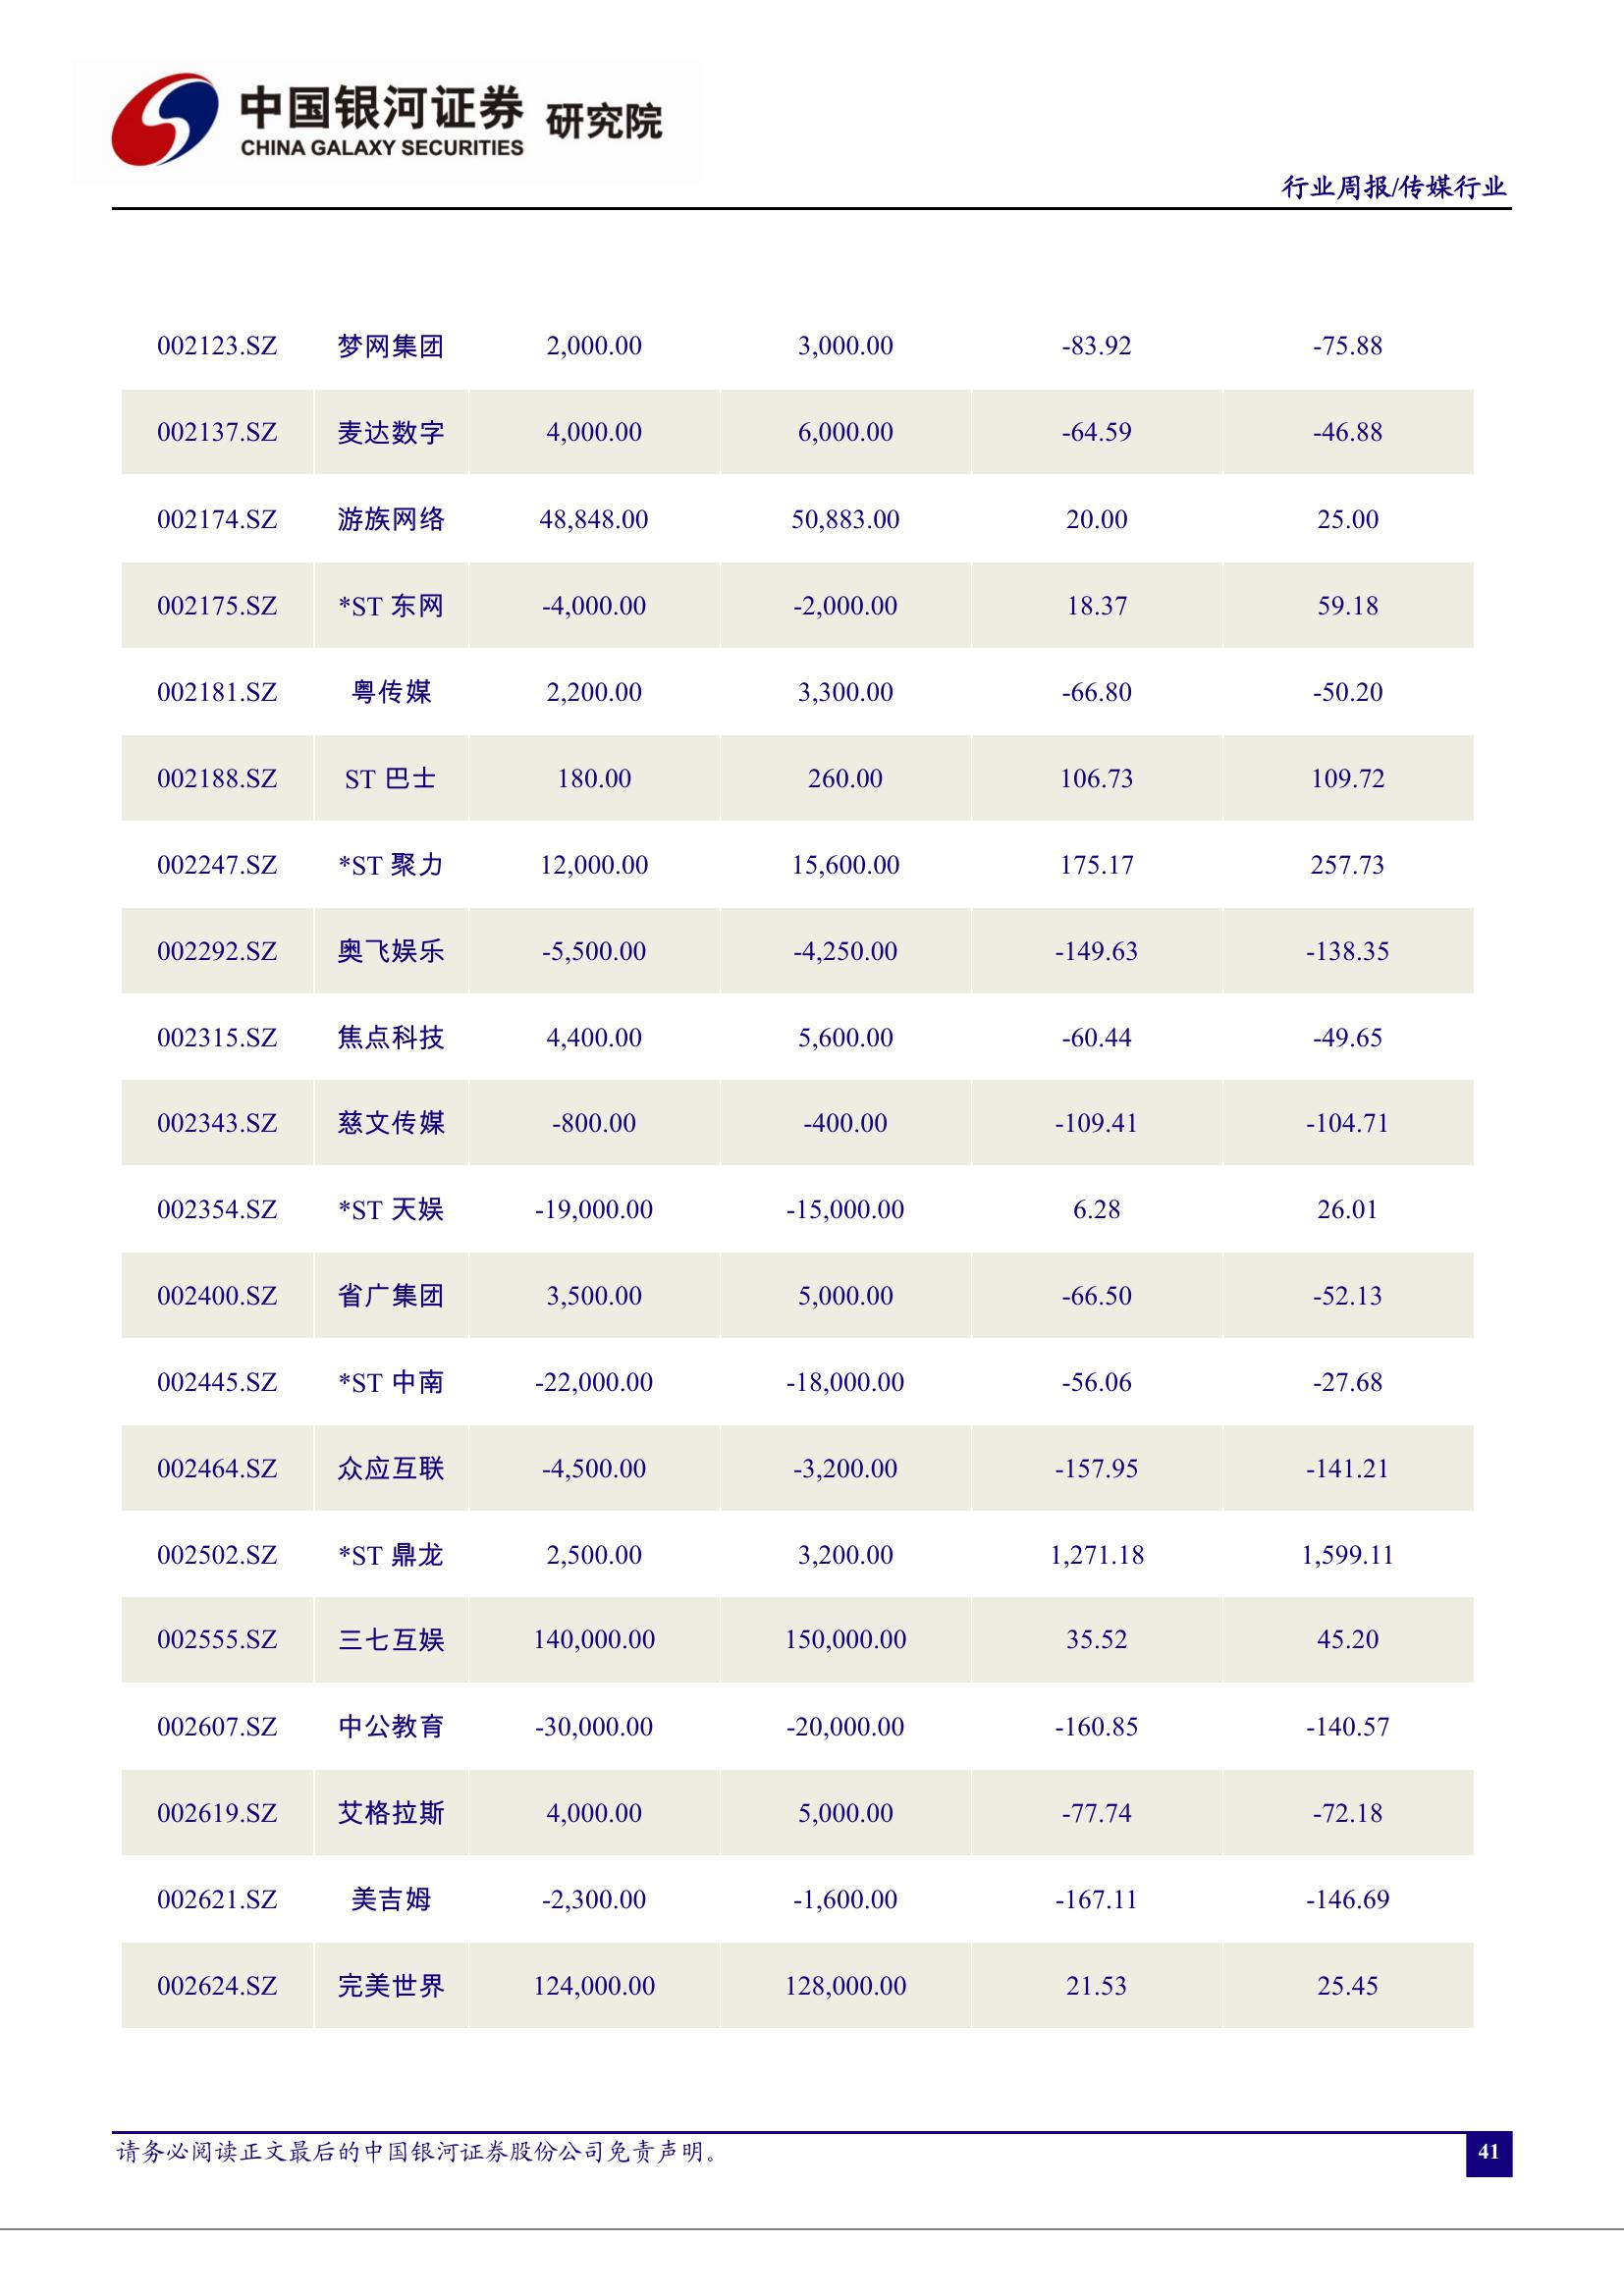 中国银河证券 研究院
CHINA GALAXY SECURITIES
行业周报/传媒行业
002123.SZ 梦网集团 2,000.00 3,000.00 -83.92 -75.88
002137.SZ 麦达数字 4,000.00 6,000.00 -64.59 -46.88
002174.SZ 游族网络 48,848.00 50,883.00 20.00 25.00
002175.SZ *ST 东网 -4,000.00 -2,000.00 18.37 59.18
002181.SZ 粤传媒 2,200.00 3,300.00 -66.80 -50.20
002188.SZ ST 巴士 180.00 260.00 106.73 109.72
002247.SZ *ST 聚力 12,000.00 15,600.00 175.17 257.73
002292.SZ 奥飞娱乐 -5,500.00 -4,250.00 -149.63 -138.35
002315.SZ 焦点科技 4,400.00 5,600.00 -60.44 -49.65
002343.SZ 慈文传媒 -800.00 -400.00 -109.41 -104.71
002354.SZ *ST 天娱 -19,000.00 -15,000.00 6.28 26.01
002400.SZ 省广集团 3,500.00 5,000.00 -66.50 -52.13
002445.SZ *ST 中南 -22,000.00 -18,000.00 -56.06 -27.68
002464.SZ 众应互联 -4,500.00 -3,200.00 -157.95 -141.21
002502.SZ *ST 鼎龙 2,500.00 3,200.00 1,271.18 1,599.11
002555.SZ 三七互娱 140,000.00 150,000.00 35.52 45.20
002607.SZ 中公教育 -30,000.00 -20,000.00 -160.85 -140.57
002619.SZ 艾格拉斯 4,000.00 5,000.00 -77.74 -72.18
002621.SZ 美吉姆 -2,300.00 -1,600.00 -167.11 -146.69
002624.SZ 完美世界 124,000.00 128,000.00 21.53 25.45
请务必阅读正文最后的中国银河证券股份公司免责声明。
41